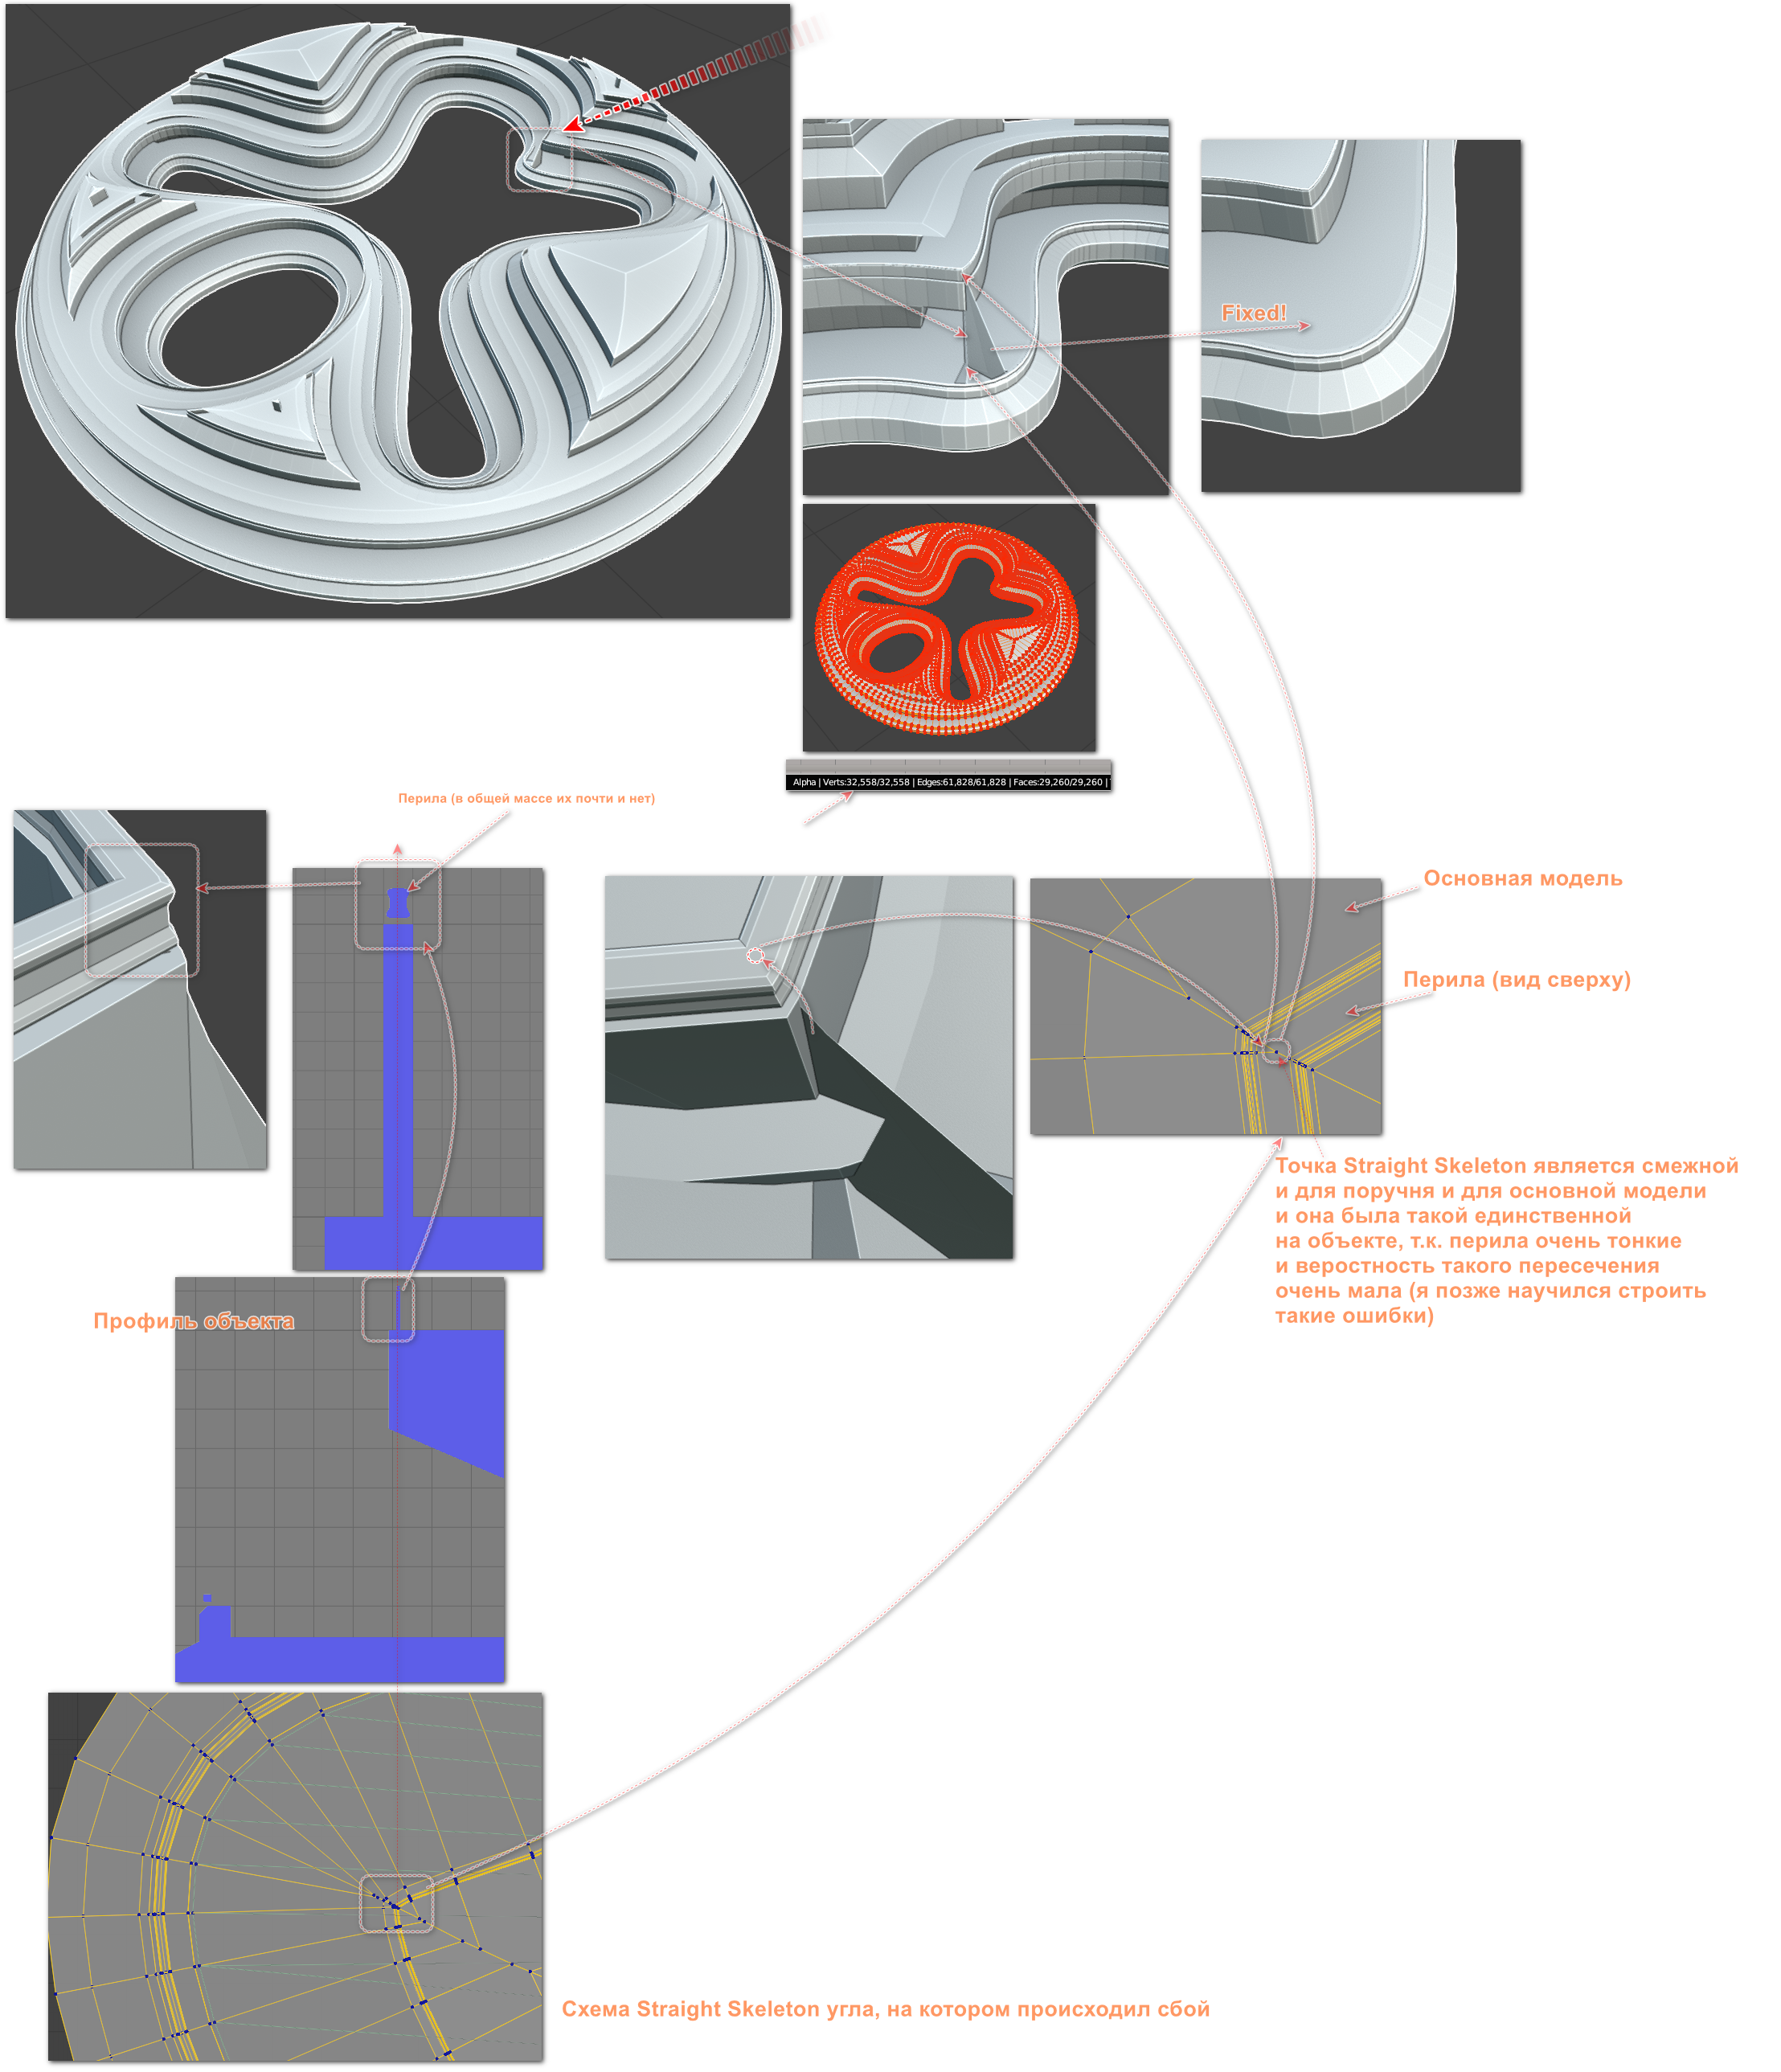 Fixed!
Alpha | Verts:32,558/32,558 | Edges:61,828/61,828 | Faces:29,260/29,260 |
Перила (в общей массе их почти и нет)
Основная модель
Перила (вид сверху)
Точка Straight Skeleton является смежной
и для поручня и для основной модели
и она была такой единственной
на объекте, т.к. перила очень тонкие
и веростность такого пересечения
очень мала (я позже научился строить
такие ошибки)
Профиль объекта
Схема Straight Skeleton угла, на котором происходил сбой